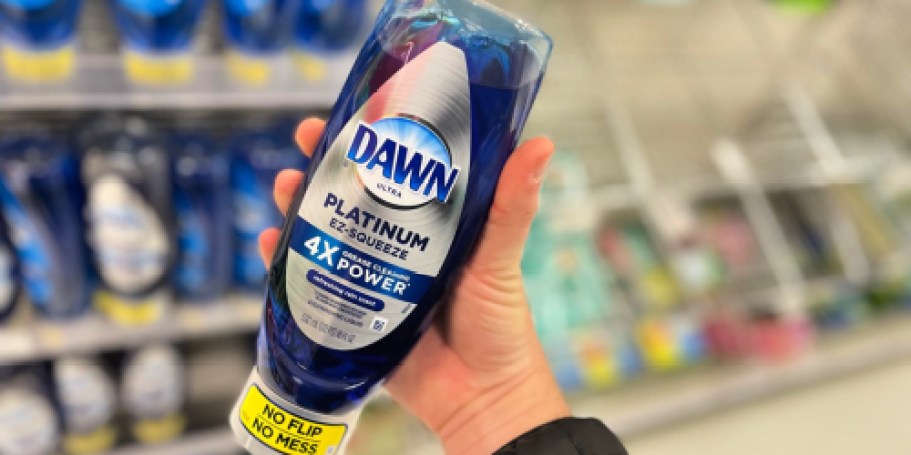 DAWN
ULTRA
PLATINUM
EZ-SQUEEZE
4X GREASE CLEANING
POWER*
refreshing rain scent
NO FLIP
NO MESS